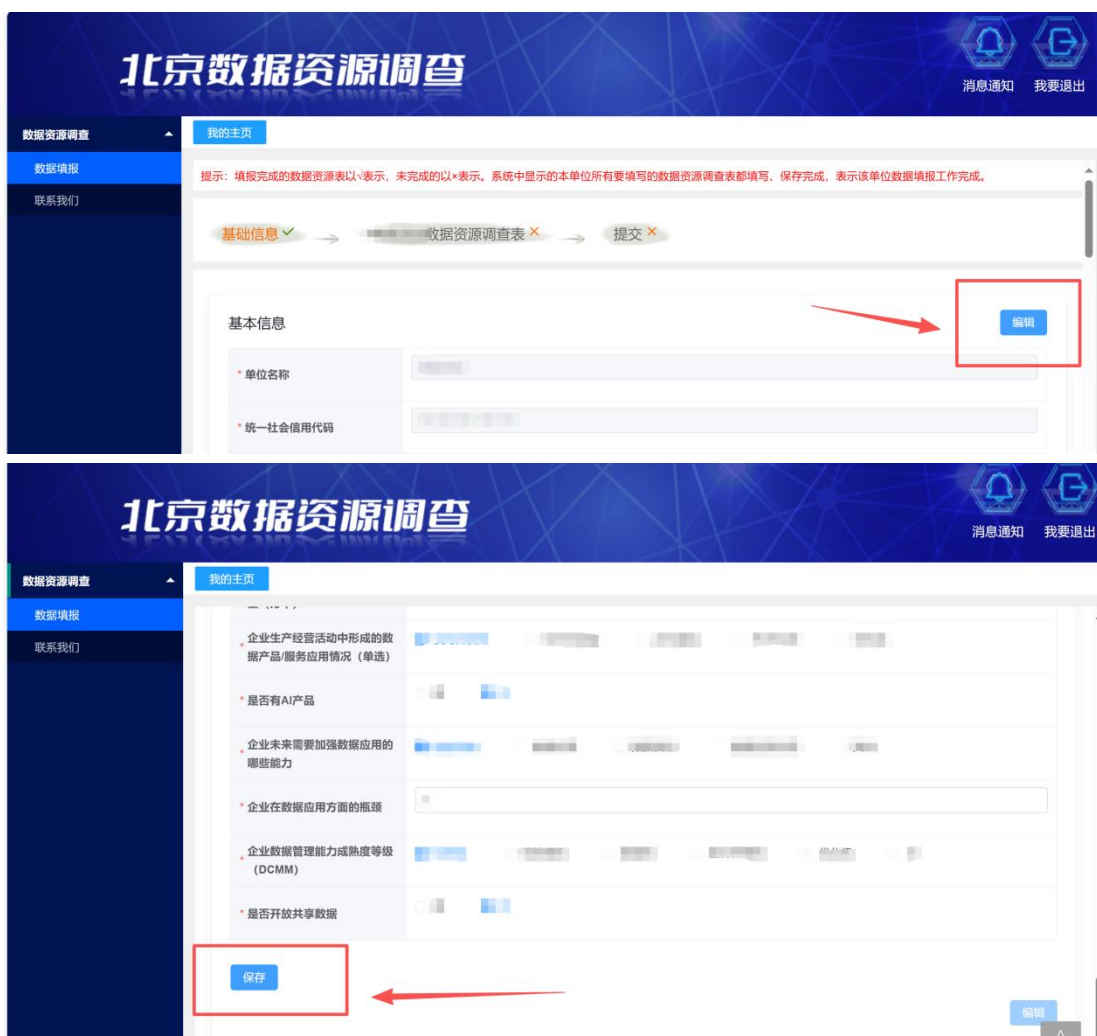 北京数据资源调查
消息通知
我要退出
数据资源调查
我的主页
数据填报
联系我们
提示：填报完成的数据资源表以√表示，未完成的以×表示。系统中显示的本单位所有要填写的数据资源调查表都填写、保存完成，表示该单位数据填报工作完成。
基础信息
数据资源调查表
提交
基本信息
编辑
* 单位名称
* 统一社会信用代码
北京数据资源调查
消息通知
我要退出
数据资源调查
我的主页
数据填报
联系我们
* 企业生产经营活动中形成的数
据产品/服务应用情况（单选）
* 是否有AI产品
* 企业未来需要加强数据应用的
哪些能力
* 企业在数据应用方面的瓶颈
* 企业数据管理能力成熟度等级
（DCMM）
* 是否开放共享数据
保存
编辑